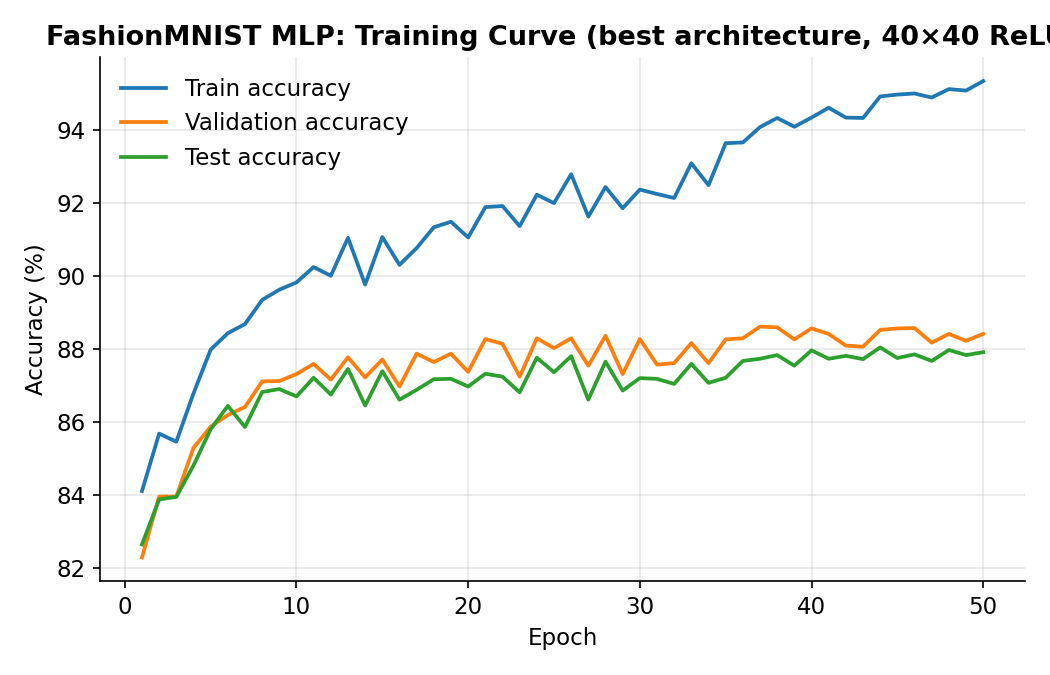 FashionMNIST MLP: Training Curve (best architecture, 40×40 ReLU
Train accuracy
Validation accuracy
Test accuracy
Accuracy (%)
94
92
90
88
86
84
82
0 10 20 30 40 50
Epoch